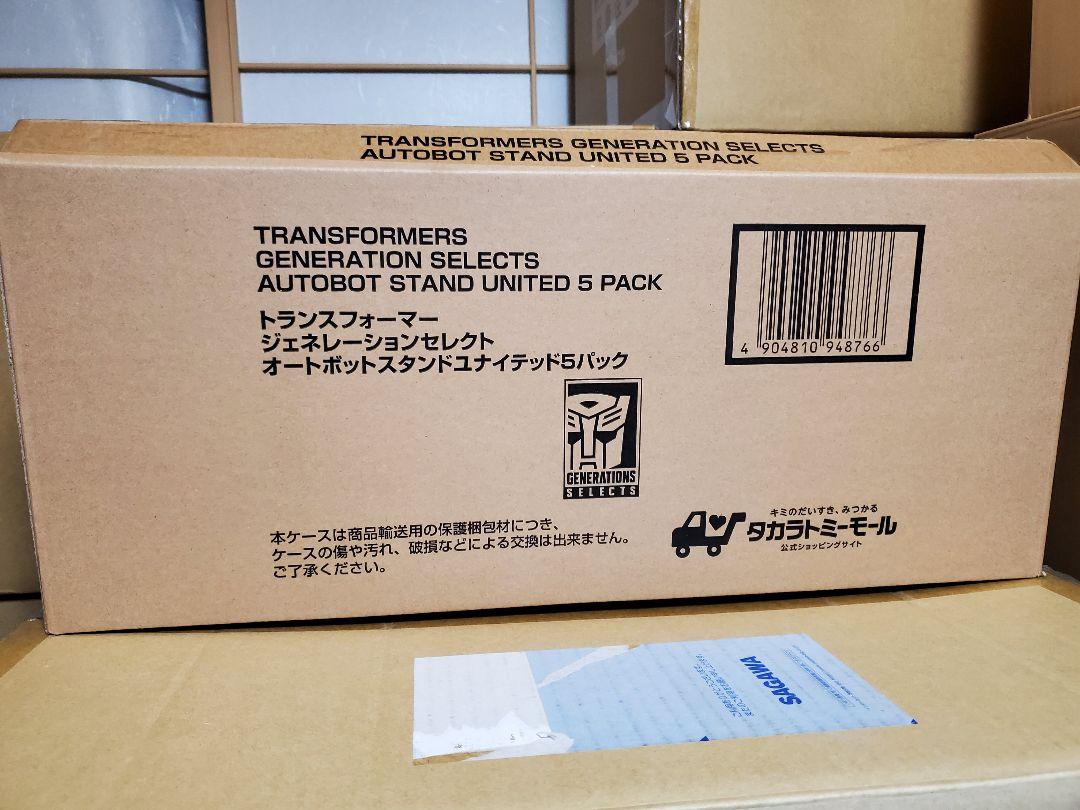 TRANSFORMERS GENERATION SELECTS
AUTOBOT STAND UNITED 5 PACK
TRANSFORMERS
GENERATION SELECTS
AUTOBOT STAND UNITED 5 PACK
トランスフォーマー
ジェネレーションセレクト
オートボットスタンドユナイテッド5パック
4 904810 948766
GENERATIONS
SELECTS
本ケースは商品輸送用の保護梱包材につき、
ケースの傷や汚れ、破損などによる交換は出来ません。
ご了承ください。
キミのだいすき、みつかる
タカラトミーモール
公式ショッピングサイト
SAGAWA